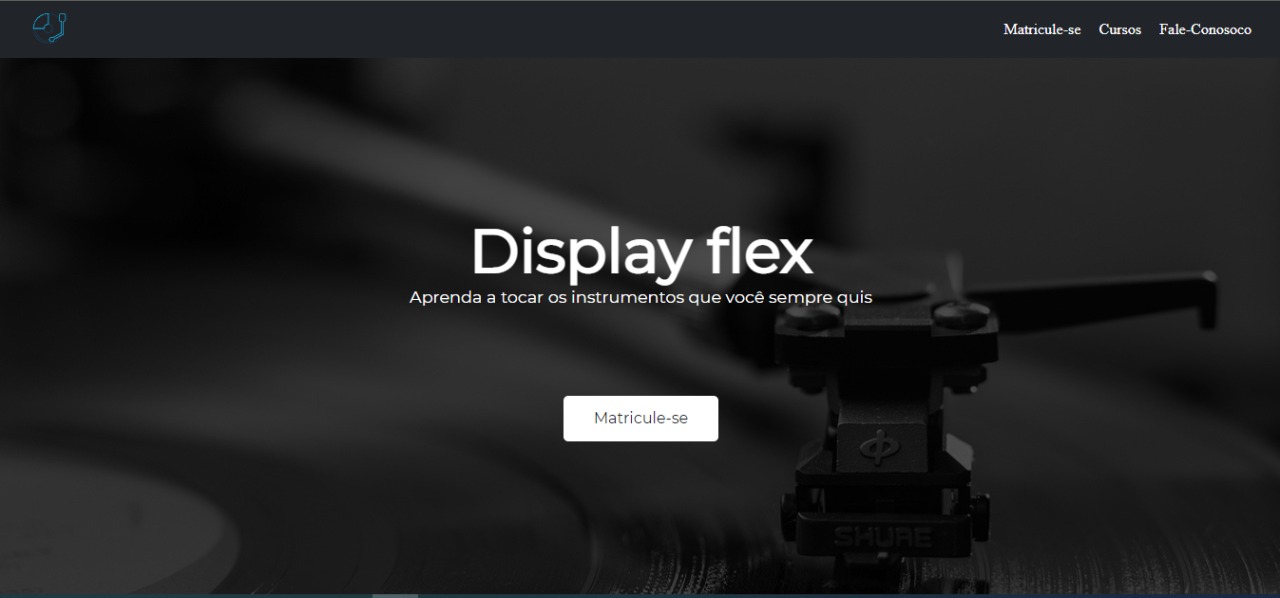 Matricule-se Cursos Fale-Conosoco
Display flex
Aprenda a tocar os instrumentos que você sempre quis
Matricule-se
SHURE